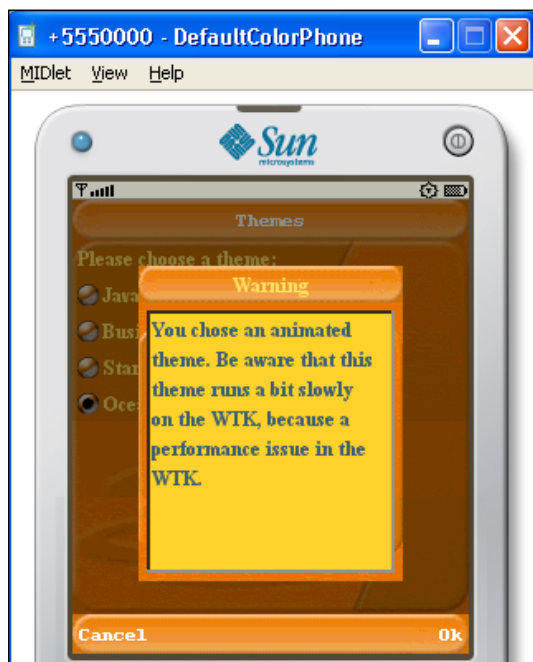 +5550000 - DefaultColorPhone
MIDlet View Help
Sun
microsystems
Themes
Please choose a theme:
Java
Busi
Star
Oce
Warning
You chose an animated
theme. Be aware that this
theme runs a bit slowly
on the WTK, because a
performance issue in the
WTK.
Cancel Ok